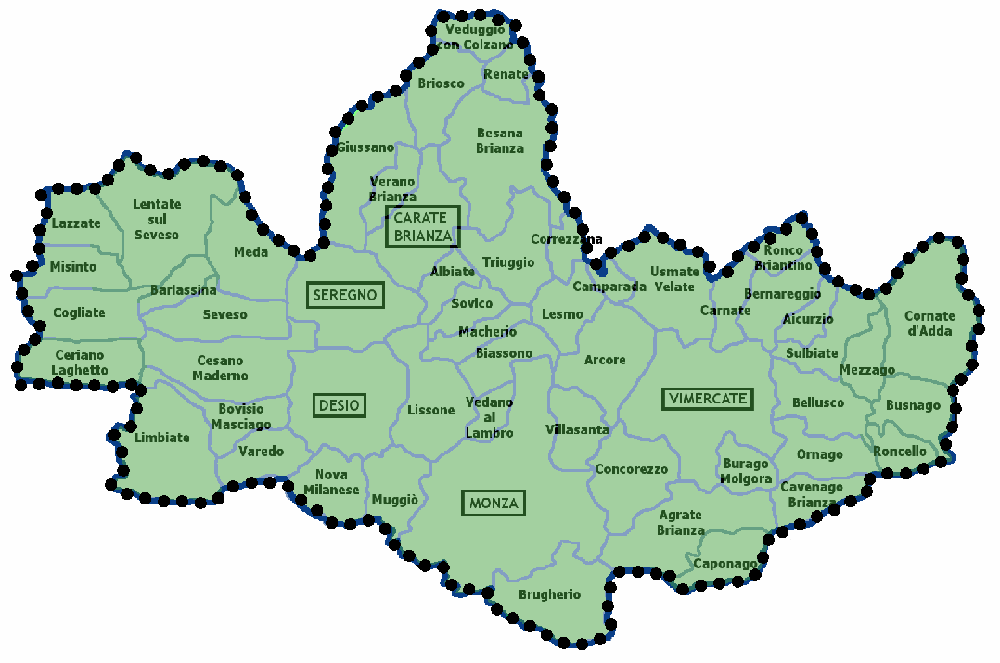 Veduggio
con Colzano
Renate
Briosco
Besana
Brianza
Giussano
Verano
Brianza
CARATE
BRIANZA
Lentate
sul
Seveso
Lazzate
Misinto
Meda
Barlassina
Cogliate
Seveso
Ceriano
Laghetto
Cesano
Maderno
SEREGNO
Albiate
Triuggio
Correzzana
Sovico
Macherio
Biassono
Lesmo
Camparada
Usmate
Velate
Carnate
Ronco
Briantino
Bernareggio
Aicurzio
Cornate
d'Adda
Sulbiate
Mezzago
Arcore
VIMERCATE
Bellusco
Busnago
Limbiate
Bovisio
Masciago
Varedo
DESIO
Lissone
Vedano
al
Lambro
Villasanta
Concorezzo
Burago
Molgora
Ornago
Roncello
Nova
Milanese
Muggiò
MONZA
Agrate
Brianza
Cavenago
Brianza
Caponago
Brugherio